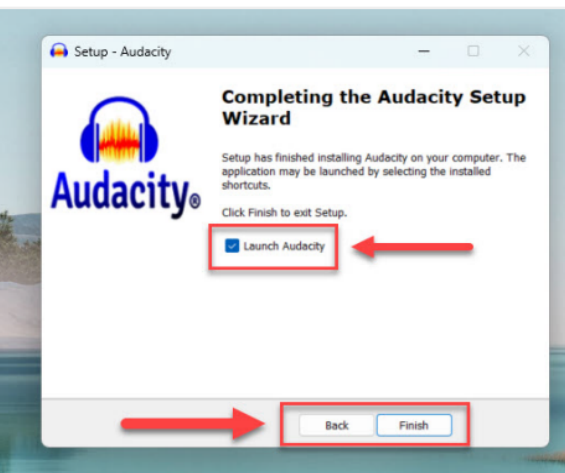 Setup - Audacity
Completing the Audacity Setup
Wizard
Setup has finished installing Audacity on your computer. The
application may be launched by selecting the installed
shortcuts.
Click Finish to exit Setup.
Audacity®
Launch Audacity
Back
Finish